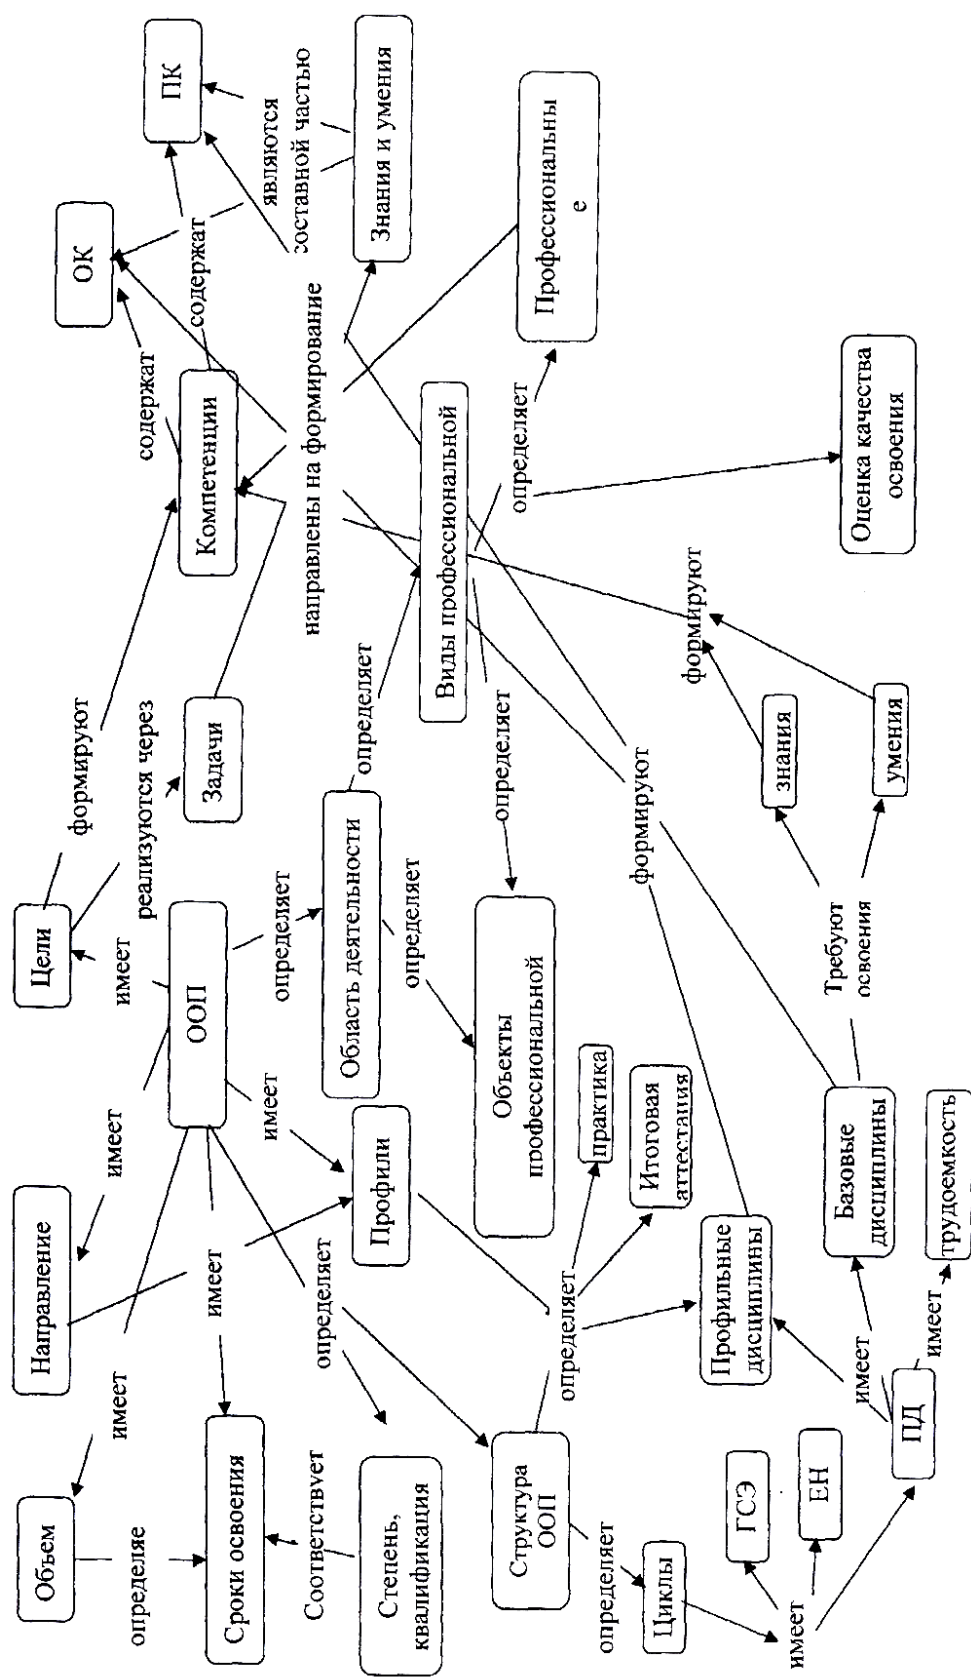 Объем
Направление
Цели
ОК
ПК
имеет
имеет
имеет
формируют
реализуются через
содержат
содержат
являются
составной частью
определяе
Сроки освоения
имеет
ООП
Задачи
Компетенции
Соответствует
определяет
имеет
определяет
направлены на формирование
Степень,
квалификация
Профили
Область деятельности
определяет
Знания и умения
определяет
Виды профессиональной
Структура
ООП
определяет
Объекты
профессиональной
определяет
определяет
Профессиональны
е
определяет
практика
Циклы
Итоговая
аттестация
формируют
формируют
ГСЭ
Профильные
дисциплины
знания
имеет
ЕН
имеет
Базовые
дисциплины
Требуют
освоения
умения
Оценка качества
освоения
ПД
имеет
трудоемкость